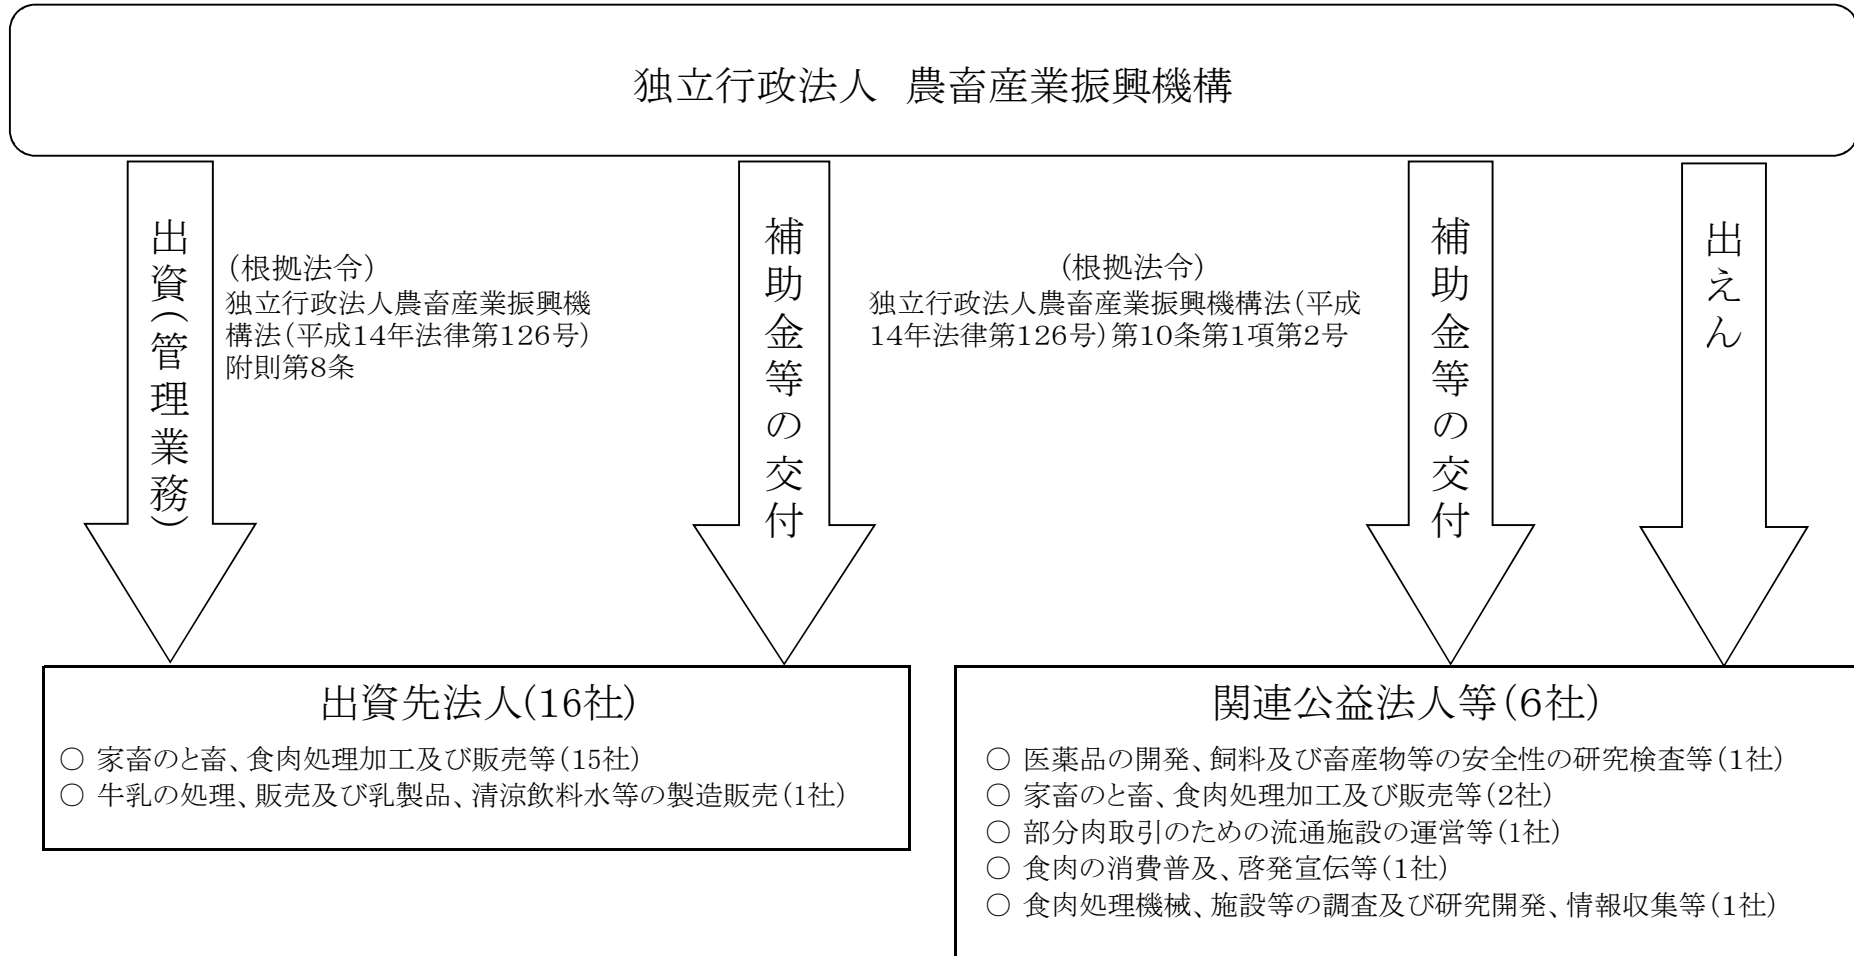 独立行政法人 農畜産業振興機構
出資(管理業務)
(根拠法令)
独立行政法人農畜産業振興機
構法(平成14年法律第126号)
附則第8条
補助金等の交付
(根拠法令)
独立行政法人農畜産業振興機構法(平成
14年法律第126号)第10条第1項第2号
補助金等の交付
出えん
出資先法人(16社)
○ 家畜のと畜、食肉処理加工及び販売等(15社)
○ 牛乳の処理、販売及び乳製品、清涼飲料水等の製造販売(1社)
関連公益法人等(6社)
○ 医薬品の開発、飼料及び畜産物等の安全性の研究検査等(1社)
○ 家畜のと畜、食肉処理加工及び販売等(2社)
○ 部分肉取引のための流通施設の運営等(1社)
○ 食肉の消費普及、啓発宣伝等(1社)
○ 食肉処理機械、施設等の調査及び研究開発、情報収集等(1社)